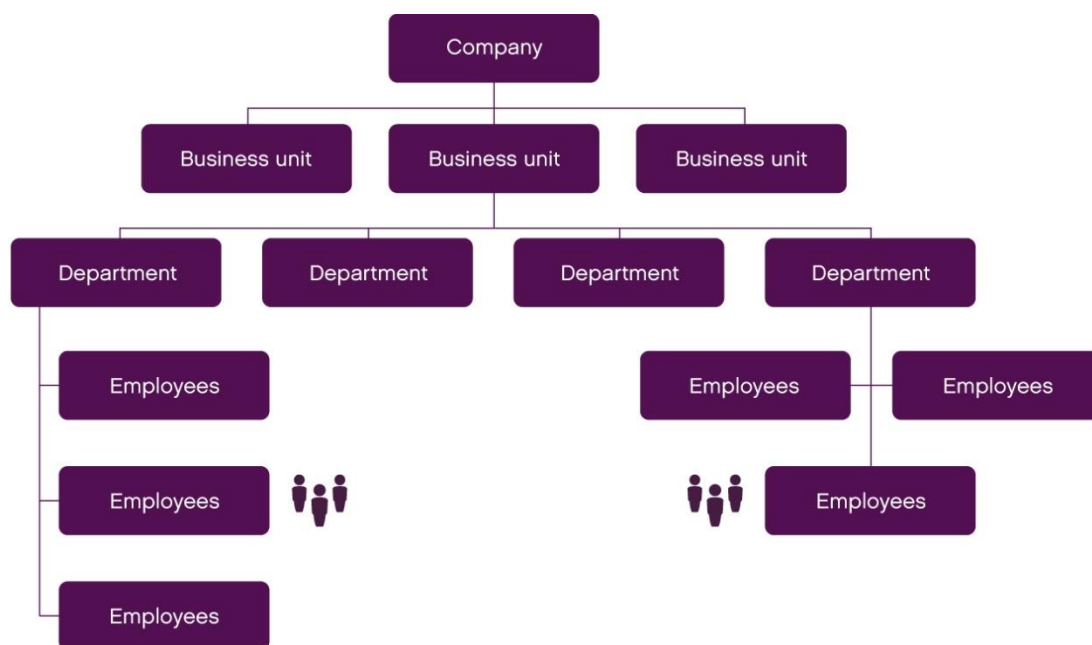 Company
Business unit
Business unit
Business unit
Department
Department
Department
Department
Employees
Employees
Employees
Employees
Employees
Employees